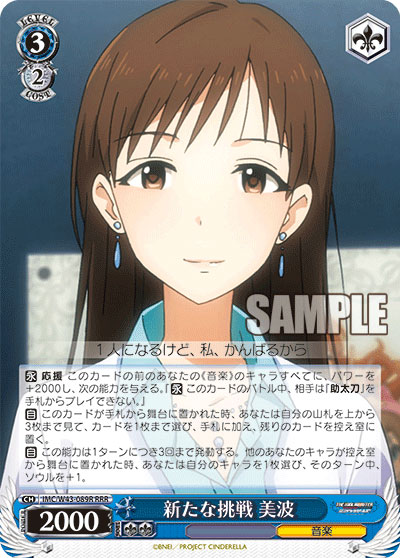 LEVEL
3
2
COST
SAMPLE
1人になるけど、私、がんばるから
永 応援 このカードの前のあなたの《音楽》のキャラすべてに、パワーを
+2000し、次の能力を与える。『永 このカードのバトル中、相手は「助太刀」を
手札からプレイできない。』
自 このカードが手札から舞台に置かれた時、あなたは自分の山札を上から
3枚まで見て、カードを1枚まで選び、手札に加え、残りのカードを控え室
に置く。
自 この能力は1ターンにつき3回まで発動する。他のあなたのキャラが控え室
から舞台に置かれた時、あなたは自分のキャラを1枚選び、そのターン中、
ソウルを+1。
CH IMC/W43-089R RRR
2000
新たな挑戦 美波
音楽
©BNEI／PROJECT CINDERELLA